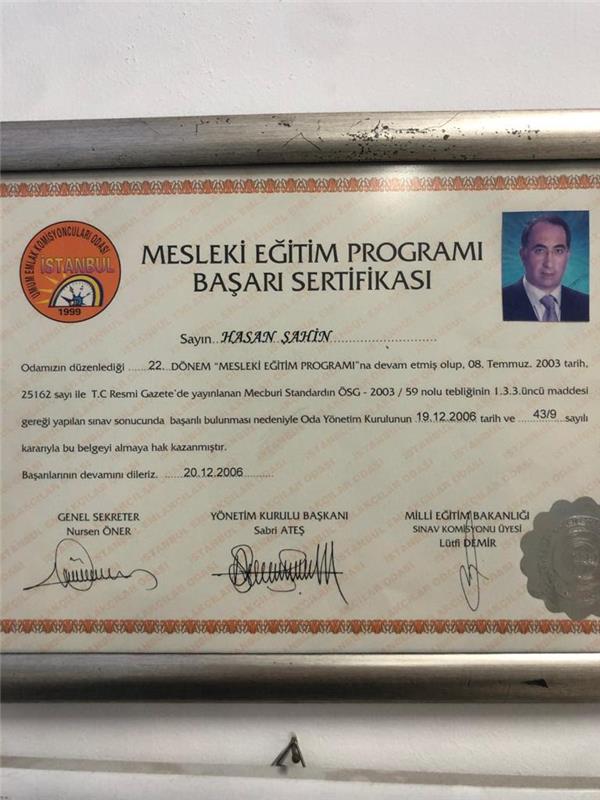 UMUM EMLAK KOMİSYONCULARI ODASI
İSTANBUL
1999
MESLEKİ EĞİTİM PROGRAMI
BAŞARI SERTİFİKASI
Sayın HASAN ŞAHİN
Odamızın düzenlediği ......22. DÖNEM "MESLEKİ EĞİTİM PROGRAMI"na devam etmiş olup, 08. Temmuz. 2003 tarih,
25162 sayı ile T.C Resmi Gazete'de yayınlanan Mecburi Standardın ÖSG - 2003 / 59 nolu tebliğinin 1.3.3.üncü maddesi
gereği yapılan sınav sonucunda başarılı bulunması nedeniyle Oda Yönetim Kurulunun 19.12.2006 tarih ve 43/9 sayılı
kararıyla bu belgeyi almaya hak kazanmıştır.
Başarılarının devamını dileriz. ......20.12.2006..........
GENEL SEKRETER
Nursen ÖNER
YÖNETİM KURULU BAŞKANI
Sabri ATEŞ
MİLLİ EĞİTİM BAKANLIĞI
SINAV KOMİSYONU ÜYESİ
Lütfi DEMİR